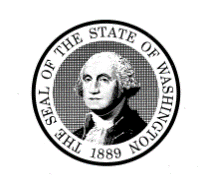 THE SEAL OF THE STATE OF WASHINGTON
1889